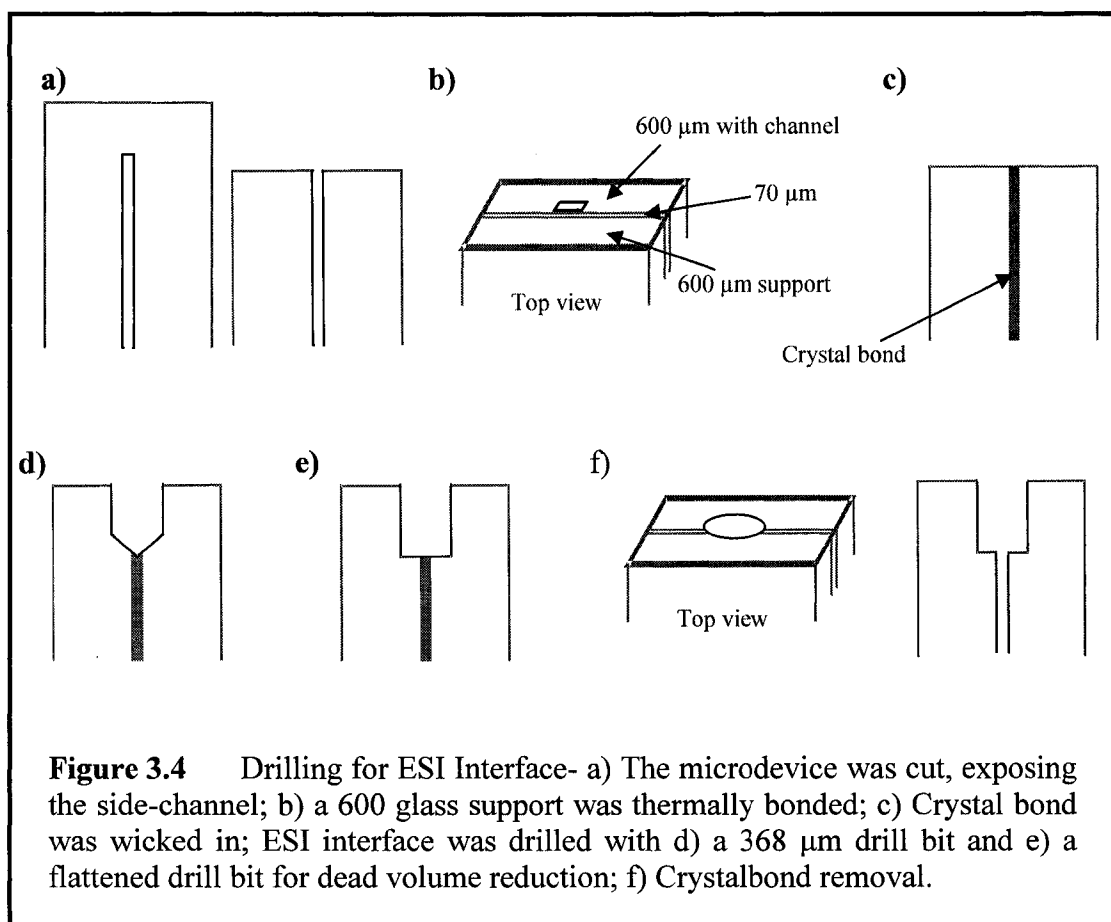 a)
b)
c)
600 µm with channel
70 µm
600 µm support
Top view
Crystal bond
d)
e)
f)
Top view
Figure 3.4 Drilling for ESI Interface- a) The microdevice was cut, exposing
the side-channel; b) a 600 glass support was thermally bonded; c) Crystal bond
was wicked in; ESI interface was drilled with d) a 368 µm drill bit and e) a
flattened drill bit for dead volume reduction; f) Crystalbond removal.